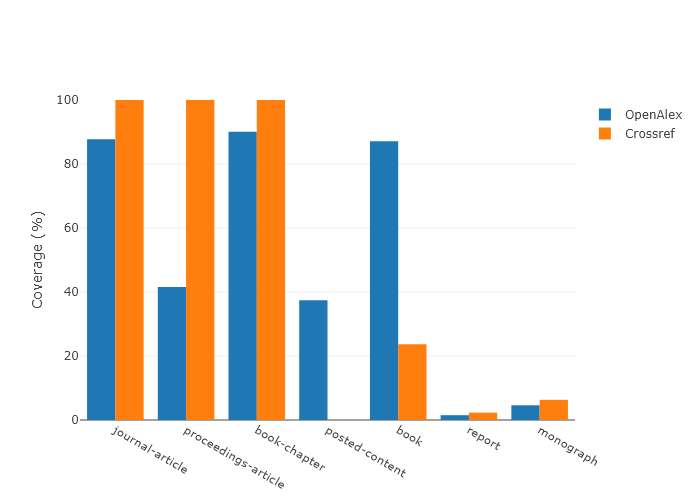 100
80
60
40
20
0
Coverage (%)
journal-article
proceedings-article
book-chapter
posted-content
book
report
monograph
OpenAlex
Crossref